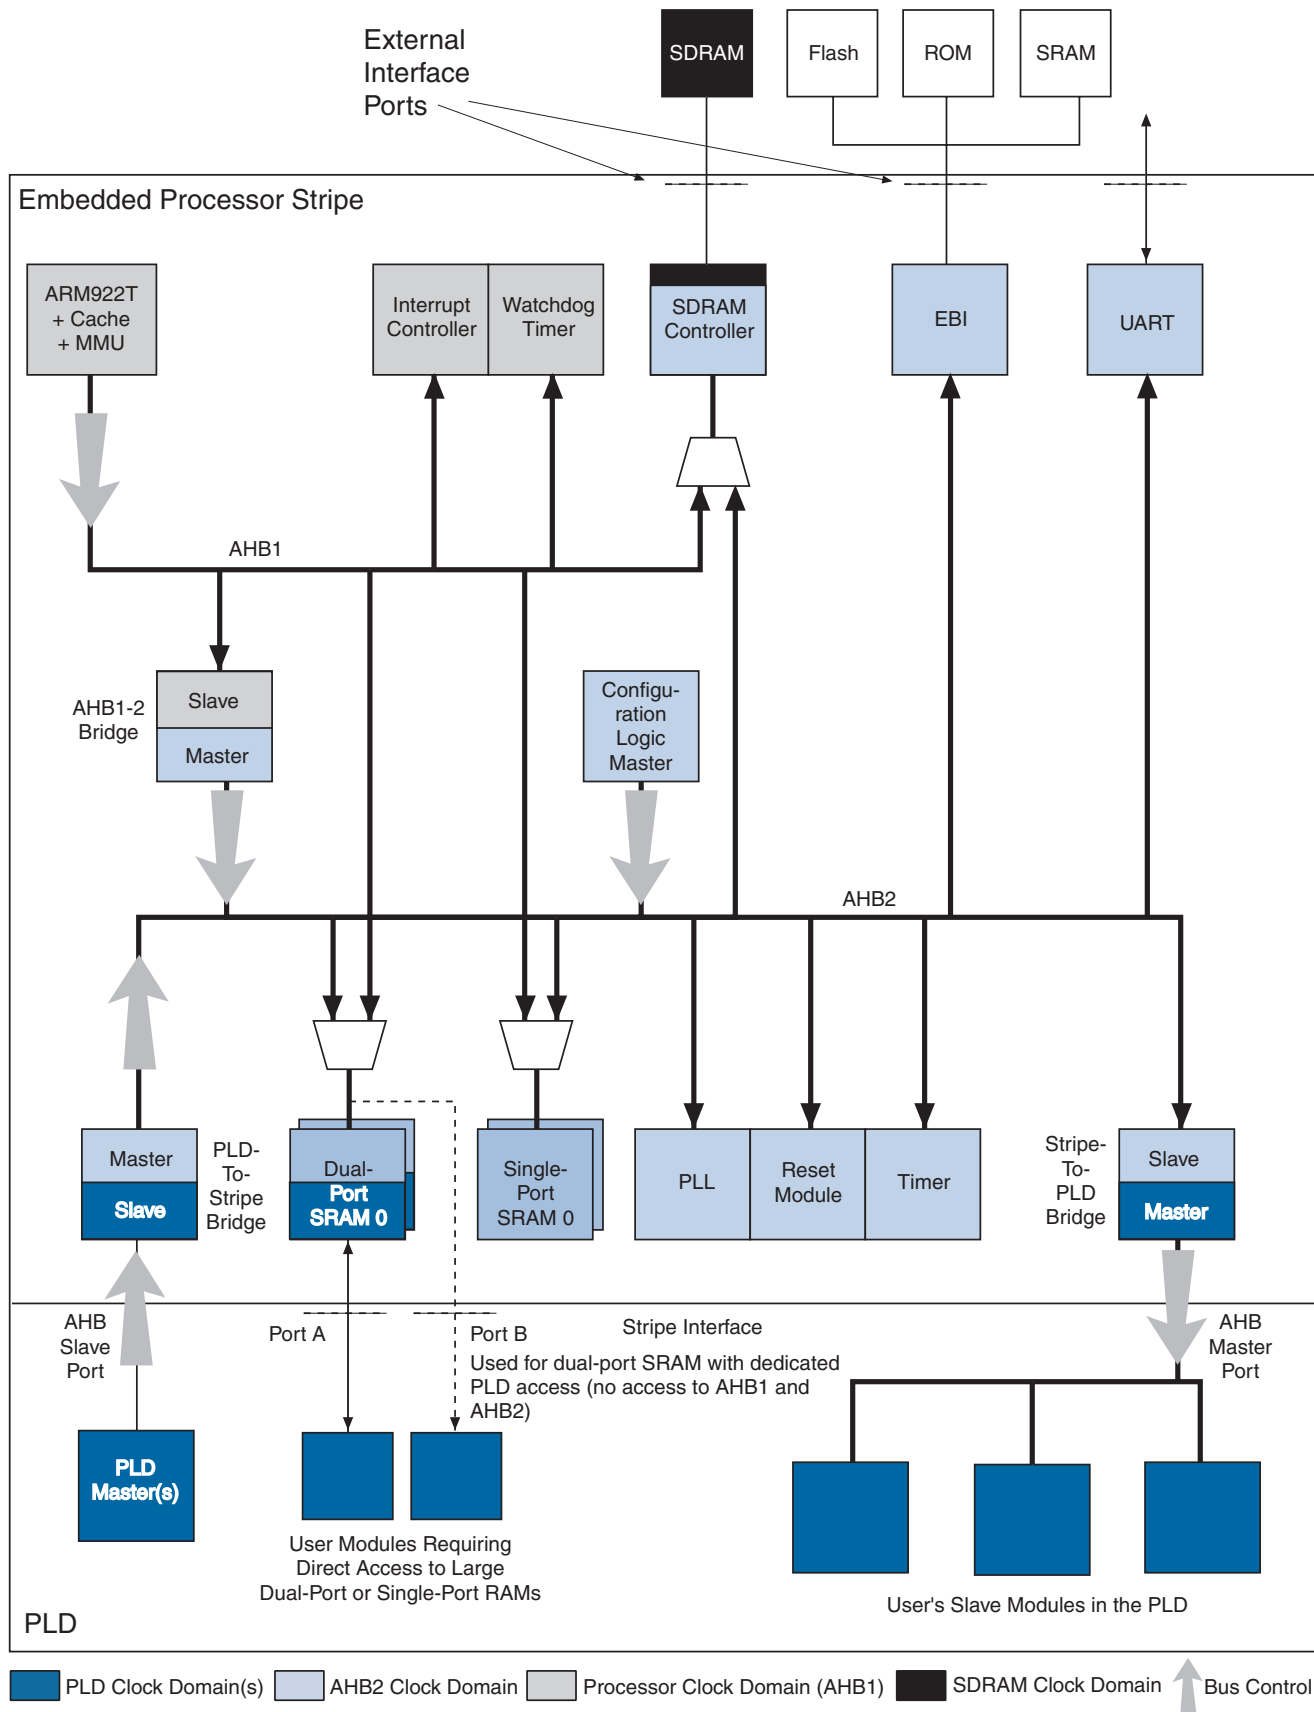 External
Interface
Ports
SDRAM
Flash
ROM
SRAM
Embedded Processor Stripe
ARM922T
+ Cache
+ MMU
Interrupt
Controller
Watchdog
Timer
SDRAM
Controller
EBI
UART
AHB1
AHB1-2
Bridge
Slave
Master
Configu-
ration
Logic
Master
AHB2
Master
Slave
PLD-
To-
Stripe
Bridge
Dual-
Port
SRAM 0
Single-
Port
SRAM 0
PLL
Reset
Module
Timer
Stripe-
To-
PLD
Bridge
Slave
Master
AHB
Slave
Port
Port A
Port B
Stripe Interface
Used for dual-port SRAM with dedicated
PLD access (no access to AHB1 and
AHB2)
AHB
Master
Port
PLD
Master(s)
User Modules Requiring
Direct Access to Large
Dual-Port or Single-Port RAMs
User's Slave Modules in the PLD
PLD
PLD Clock Domain(s)
AHB2 Clock Domain
Processor Clock Domain (AHB1)
SDRAM Clock Domain
Bus Control